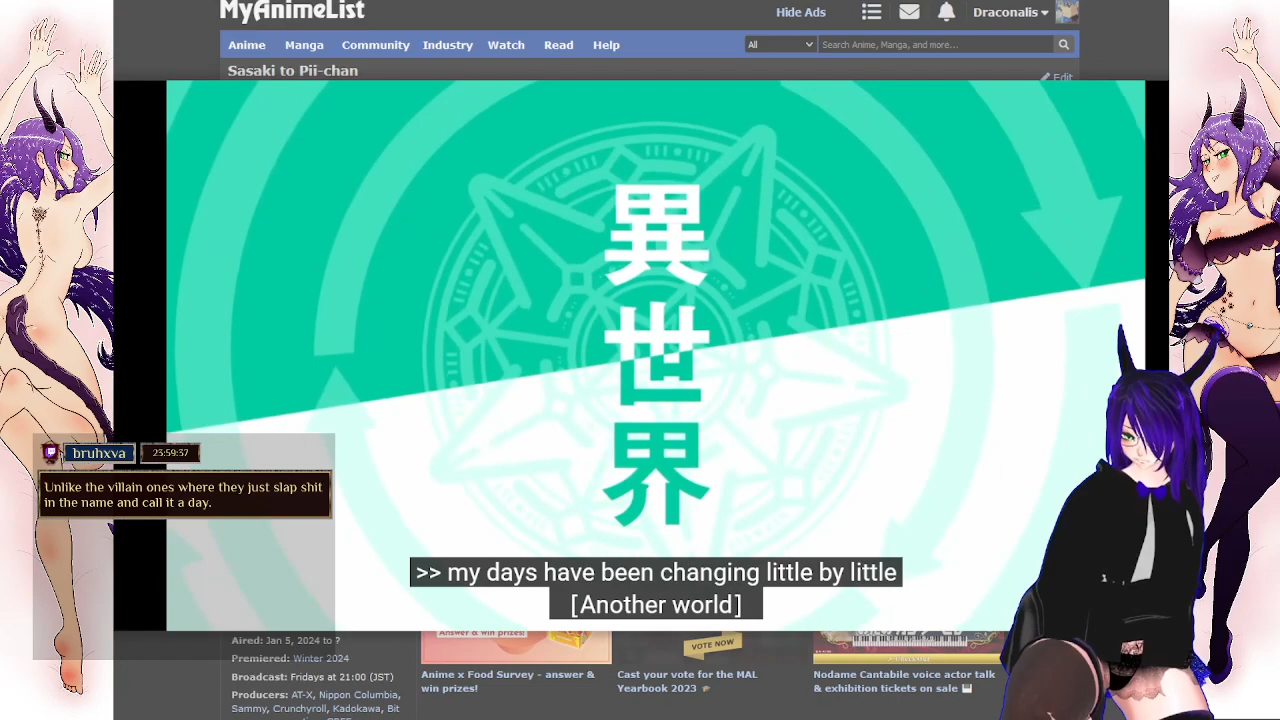 MyAnimeList
Hide Ads
Draconalis
Anime Manga Community Industry Watch Read Help
All
Search Anime, Manga, and more...
Sasaki to Pii-chan
Edit
異世界
bruhxva
23:59:37
Unlike the villain ones where they just slap shit
in the name and call it a day.
>> my days have been changing little by little
[Another world]
Aired: Jan 5, 2024 to ?
Premiered: Winter 2024
Broadcast: Fridays at 21:00 (JST)
Producers: AT-X, Nippon Columbia,
Sammy, Crunchyroll, Kadokawa, Bit
Answer & win prizes!
Anime x Food Survey - answer &
win prizes!
VOTE NOW
Cast your vote for the MAL
Yearbook 2023
Nodame Cantabile voice actor talk
& exhibition tickets on sale